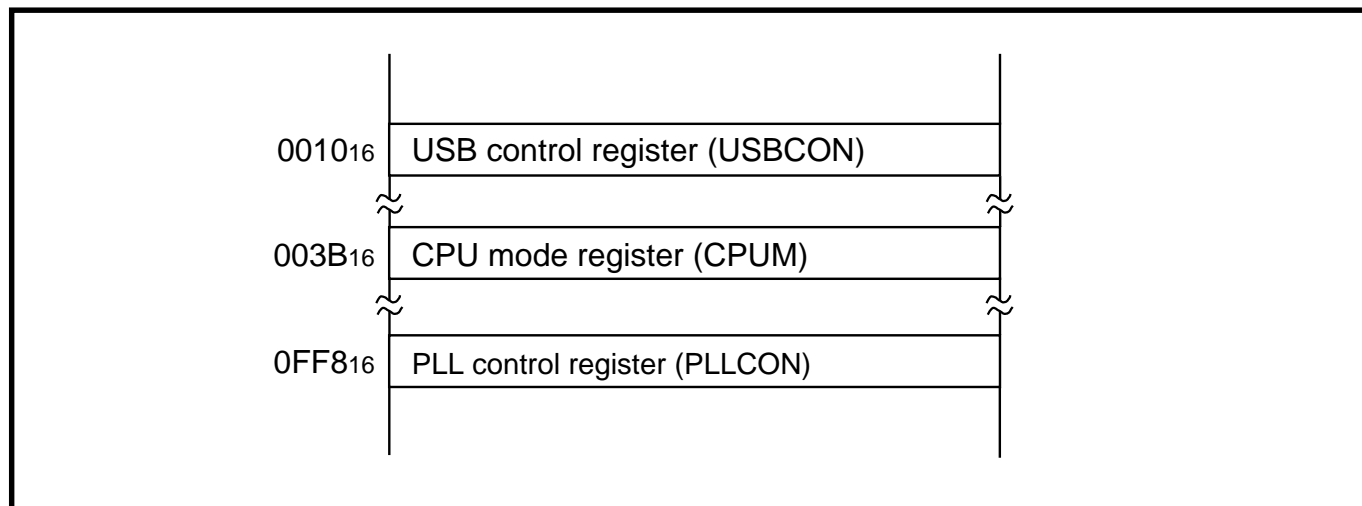 0010₁₆ USB control register (USBCON)
003B₁₆ CPU mode register (CPUM)
0FF8₁₆ PLL control register (PLLCON)